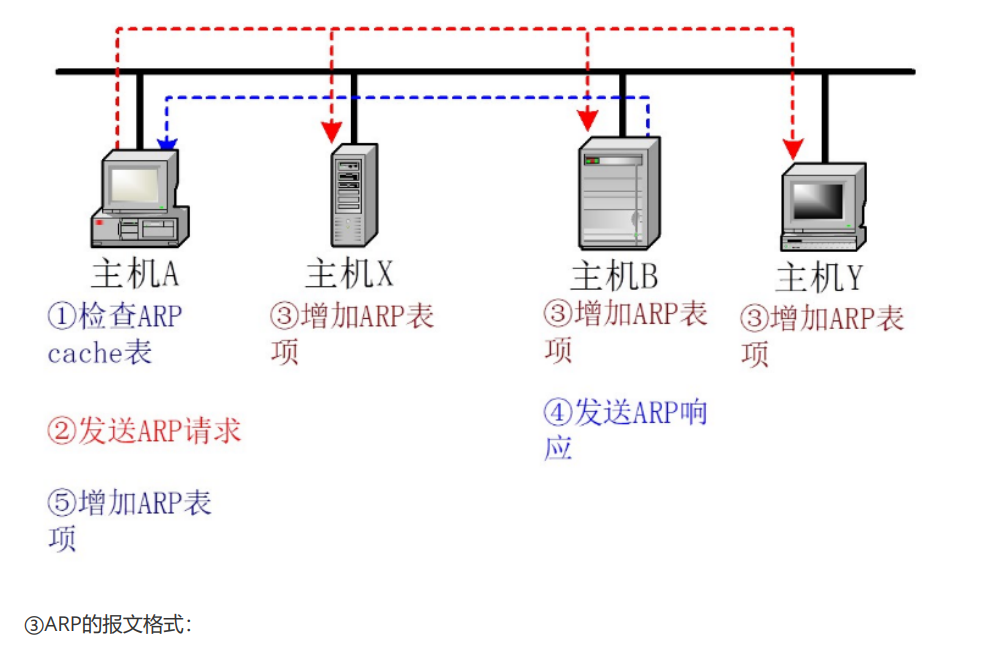 主机A
主机X
主机B
主机Y
①检查ARP
cache表
③增加ARP表
项
③增加ARP表
项
③增加ARP表
项
②发送ARP请求
④发送ARP响
应
⑤增加ARP表
项
③ARP的报文格式：